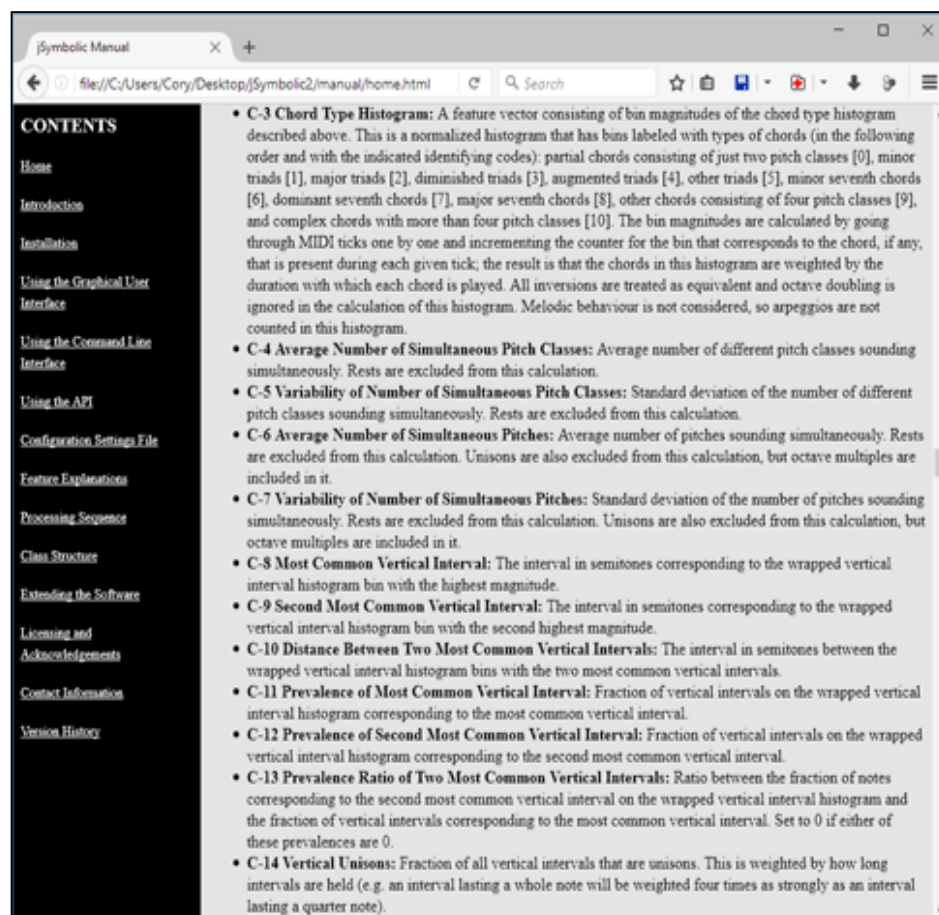 jSymbolic Manual
file://C:/Users/Cory/Desktop/jSymbolic2/manual/home.html
Search
CONTENTS
Home
Introduction
Installation
Using the Graphical User
Interface
Using the Command Line
Interface
Using the API
Configuration Settings File
Feature Explanations
Processing Sequence
Class Structure
Extending the Software
Licensing and
Acknowledgements
Contact Information
Version History
• C-3 Chord Type Histogram: A feature vector consisting of bin magnitudes of the chord type histogram
described above. This is a normalized histogram that has bins labeled with types of chords (in the following
order and with the indicated identifying codes): partial chords consisting of just two pitch classes [0], minor
triads [1], major triads [2], diminished triads [3], augmented triads [4], other triads [5], minor seventh chords
[6], dominant seventh chords [7], major seventh chords [8], other chords consisting of four pitch classes [9],
and complex chords with more than four pitch classes [10]. The bin magnitudes are calculated by going
through MIDI ticks one by one and incrementing the counter for the bin that corresponds to the chord, if any,
that is present during each given tick; the result is that the chords in this histogram are weighted by the
duration with which each chord is played. All inversions are treated as equivalent and octave doubling is
ignored in the calculation of this histogram. Melodic behaviour is not considered, so arpeggios are not
counted in this histogram.
• C-4 Average Number of Simultaneous Pitch Classes: Average number of different pitch classes sounding
simultaneously. Rests are excluded from this calculation.
• C-5 Variability of Number of Simultaneous Pitch Classes: Standard deviation of the number of different
pitch classes sounding simultaneously. Rests are excluded from this calculation.
• C-6 Average Number of Simultaneous Pitches: Average number of pitches sounding simultaneously. Rests
are excluded from this calculation. Unisons are also excluded from this calculation, but octave multiples are
included in it.
• C-7 Variability of Number of Simultaneous Pitches: Standard deviation of the number of pitches sounding
simultaneously. Rests are excluded from this calculation. Unisons are also excluded from this calculation, but
octave multiples are included in it.
• C-8 Most Common Vertical Interval: The interval in semitones corresponding to the wrapped vertical
interval histogram bin with the highest magnitude.
• C-9 Second Most Common Vertical Interval: The interval in semitones corresponding to the wrapped
vertical interval histogram bin with the second highest magnitude.
• C-10 Distance Between Two Most Common Vertical Intervals: The interval in semitones between the
wrapped vertical interval histogram bins with the two most common vertical intervals.
• C-11 Prevalence of Most Common Vertical Interval: Fraction of vertical intervals on the wrapped vertical
interval histogram corresponding to the most common vertical interval.
• C-12 Prevalence of Second Most Common Vertical Interval: Fraction of vertical intervals on the wrapped
vertical interval histogram corresponding to the second most common vertical interval.
• C-13 Prevalence Ratio of Two Most Common Vertical Intervals: Ratio between the fraction of notes
corresponding to the second most common vertical interval on the wrapped vertical interval histogram and
the fraction of vertical intervals corresponding to the most common vertical interval. Set to 0 if either of
these prevalences are 0.
• C-14 Vertical Unisons: Fraction of all vertical intervals that are unisons. This is weighted by how long
intervals are held (e.g. an interval lasting a whole note will be weighted four times as strongly as an interval
lasting a quarter note).